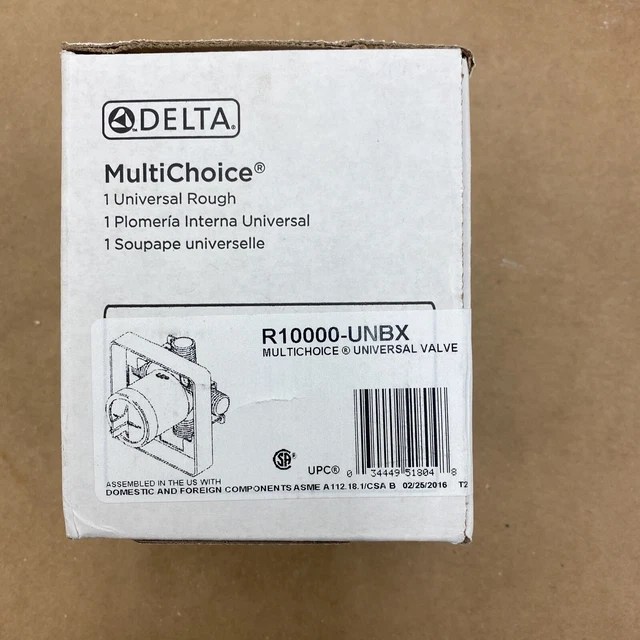 DELTA
MultiChoice®
1 Universal Rough
1 Plomería Interna Universal
1 Soupape universelle
R10000-UNBX
MULTICHOICE ® UNIVERSAL VALVE
SA®
UPC®
0 34449 51804 8
ASSEMBLED IN THE US WITH
DOMESTIC AND FOREIGN COMPONENTS ASME A112.18.1/CSA B 02/25/2016 T2